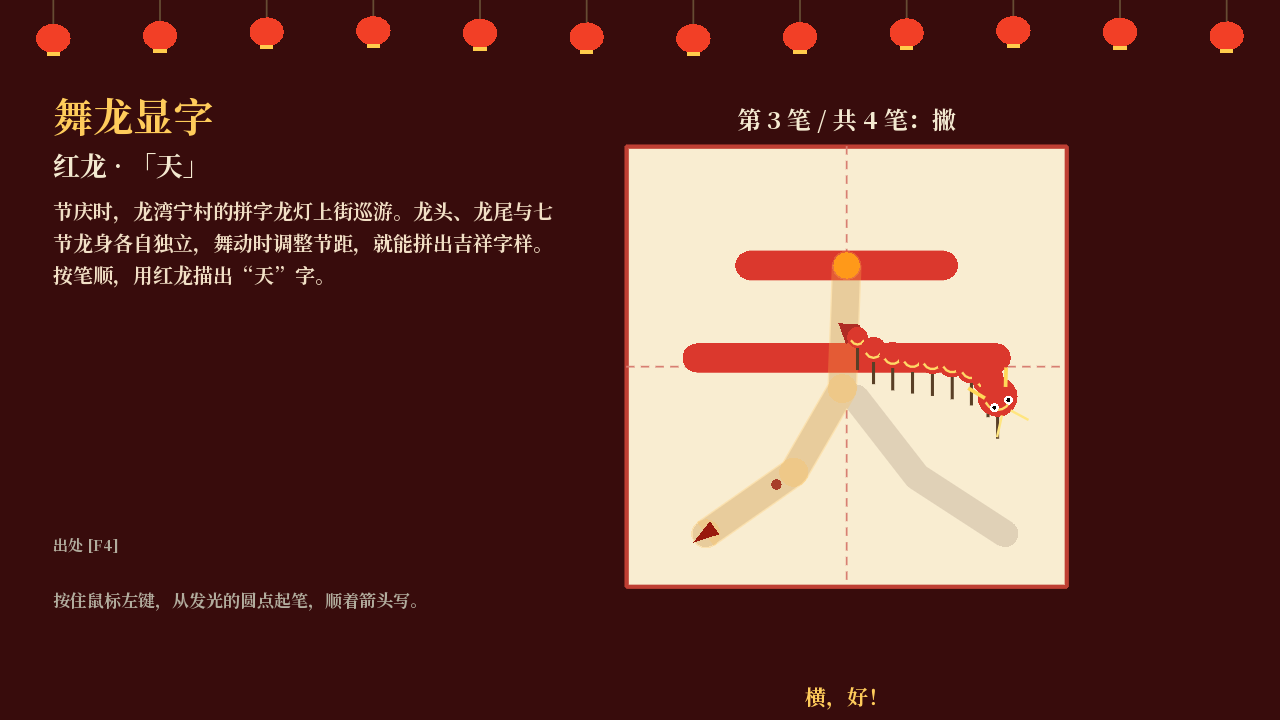 舞龙显字
红龙·「天」
节庆时，龙湾宁村的拼字龙灯上街巡游。龙头、龙尾与七
节龙身各自独立，舞动时调整节距，就能拼出吉祥字样。
按笔顺，用红龙描出“天”字。
出处 [F4]
按住鼠标左键，从发光的圆点起笔，顺着箭头写。
第 3 笔 / 共 4 笔：撇
横，好！